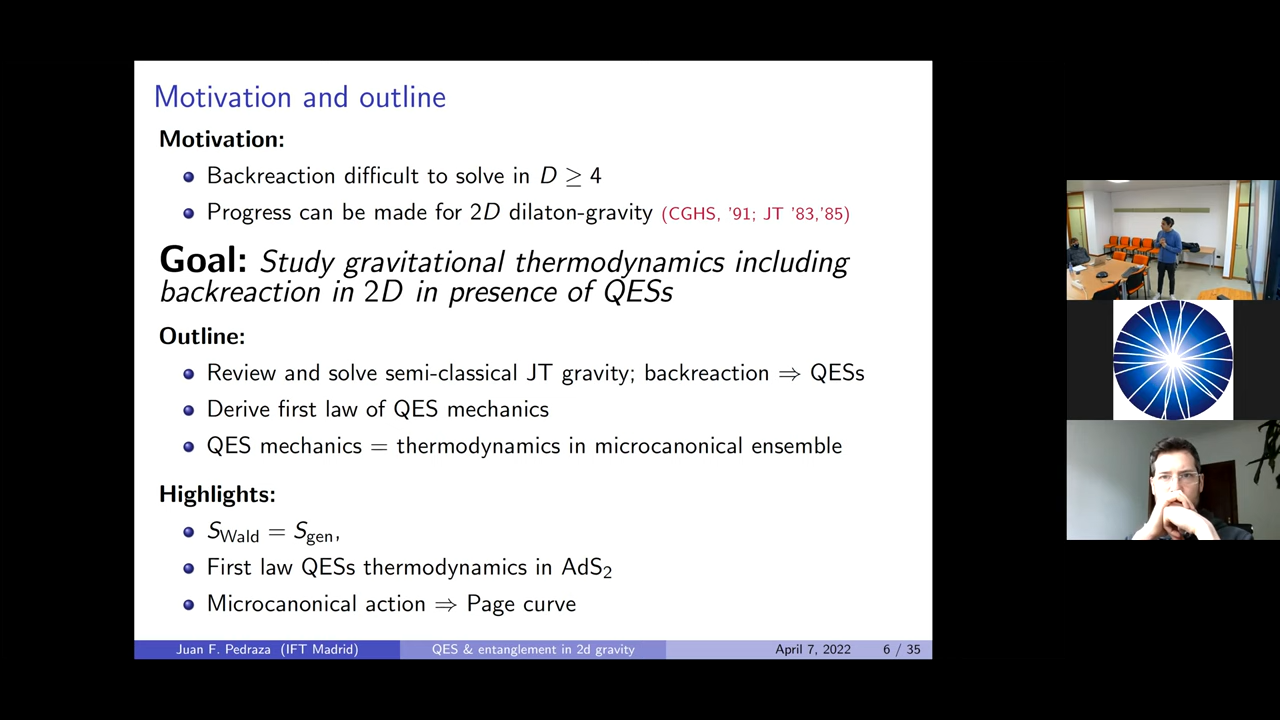 Motivation and outline
Motivation:
Backreaction difficult to solve in D ≥ 4
Progress can be made for 2D dilaton-gravity (CGHS, '91; JT '83,'85)
Goal: Study gravitational thermodynamics including
backreaction in 2D in presence of QESs
Outline:
Review and solve semi-classical JT gravity; backreaction ⇒ QESs
Derive first law of QES mechanics
QES mechanics = thermodynamics in microcanonical ensemble
Highlights:
S_Wald = S_gen,
First law QESs thermodynamics in AdS₂
Microcanonical action ⇒ Page curve
Juan F. Pedraza (IFT Madrid) QES & entanglement in 2d gravity April 7, 2022 6 / 35